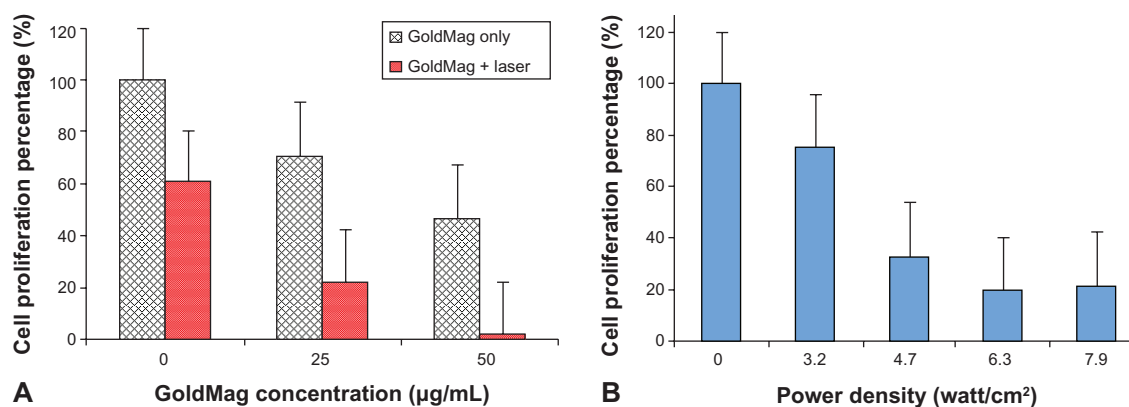 Cell proliferation percentage (%)
120
100
80
60
40
20
0
GoldMag only
GoldMag + laser
0 25 50
A GoldMag concentration (µg/mL)
Cell proliferation percentage (%)
120
100
80
60
40
20
0
0 3.2 4.7 6.3 7.9
B Power density (watt/cm²)